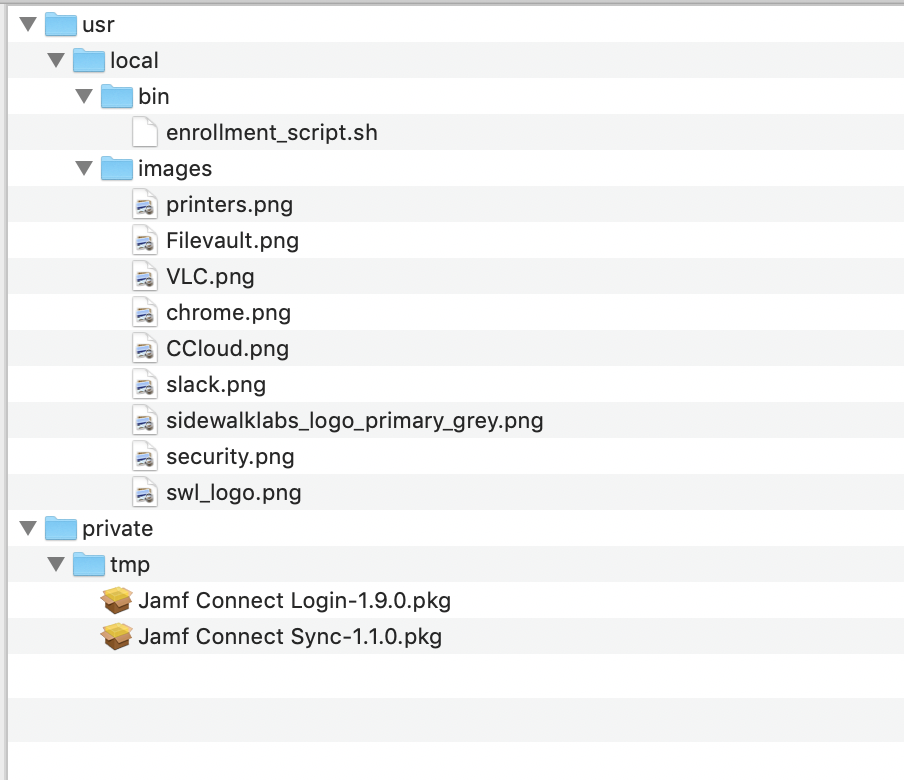 usr
local
bin
enrollment_script.sh
images
printers.png
Filevault.png
VLC.png
chrome.png
CCloud.png
slack.png
sidewalklabs_logo_primary_grey.png
security.png
swl_logo.png
private
tmp
Jamf Connect Login-1.9.0.pkg
Jamf Connect Sync-1.1.0.pkg